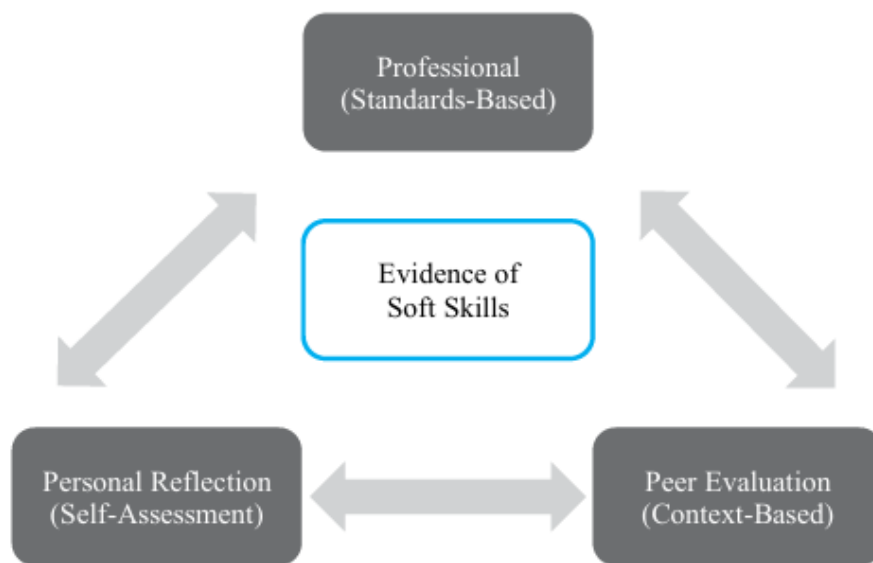 Professional
(Standards-Based)
Evidence of
Soft Skills
Personal Reflection
(Self-Assessment)
Peer Evaluation
(Context-Based)